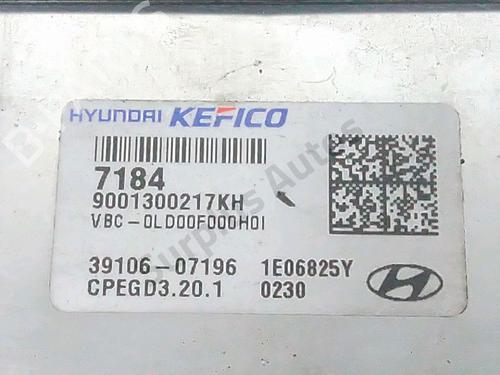 HYUNDAI KEFICO
7184
9001300217KH
VBC-0LD00F000H01
39106-07196 1E06825Y
CPEGD3.20.1 0230